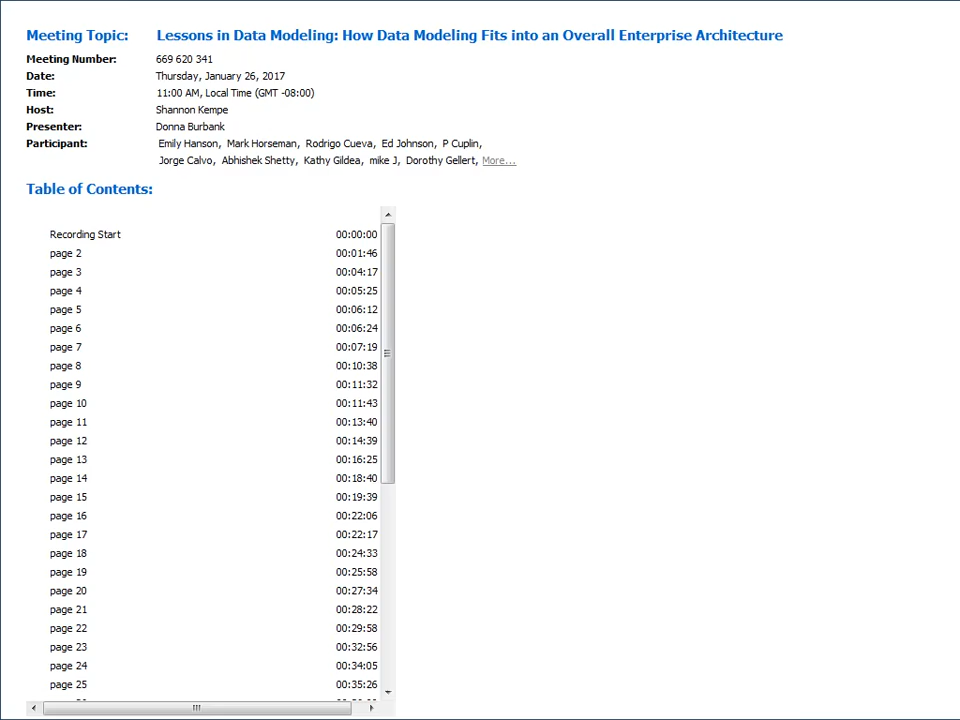 Meeting Topic: Lessons in Data Modeling: How Data Modeling Fits into an Overall Enterprise Architecture
Meeting Number: 669 620 341
Date: Thursday, January 26, 2017
Time: 11:00 AM, Local Time (GMT -08:00)
Host: Shannon Kempe
Presenter: Donna Burbank
Participant: Emily Hanson, Mark Horseman, Rodrigo Cueva, Ed Johnson, P Cuplin,
Jorge Calvo, Abhishek Shetty, Kathy Gildea, mike J, Dorothy Gellert, More...
Table of Contents:
Recording Start 00:00:00
page 2 00:01:46
page 3 00:04:17
page 4 00:05:25
page 5 00:06:12
page 6 00:06:24
page 7 00:07:19
page 8 00:10:38
page 9 00:11:32
page 10 00:11:43
page 11 00:13:40
page 12 00:14:39
page 13 00:16:25
page 14 00:18:40
page 15 00:19:39
page 16 00:22:06
page 17 00:22:17
page 18 00:24:33
page 19 00:25:58
page 20 00:27:34
page 21 00:28:22
page 22 00:29:58
page 23 00:32:56
page 24 00:34:05
page 25 00:35:26